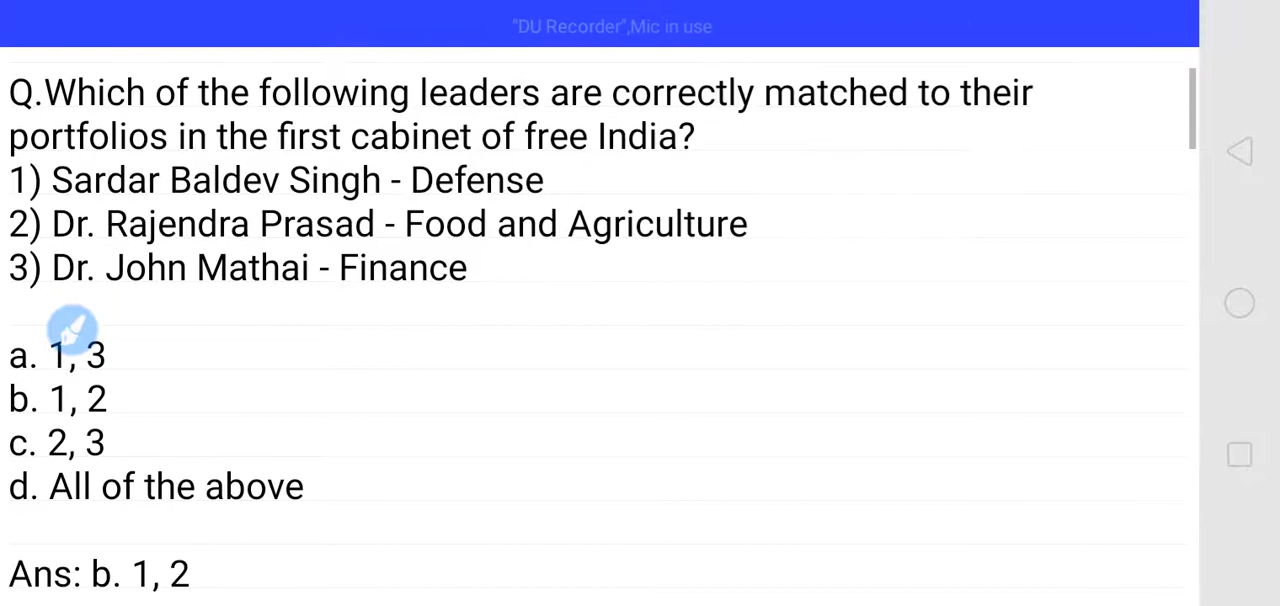 "DU Recorder",Mic in use
Q.Which of the following leaders are correctly matched to their
portfolios in the first cabinet of free India?
1) Sardar Baldev Singh - Defense
2) Dr. Rajendra Prasad - Food and Agriculture
3) Dr. John Mathai - Finance
a. 1, 3
b. 1, 2
c. 2, 3
d. All of the above
Ans: b. 1, 2